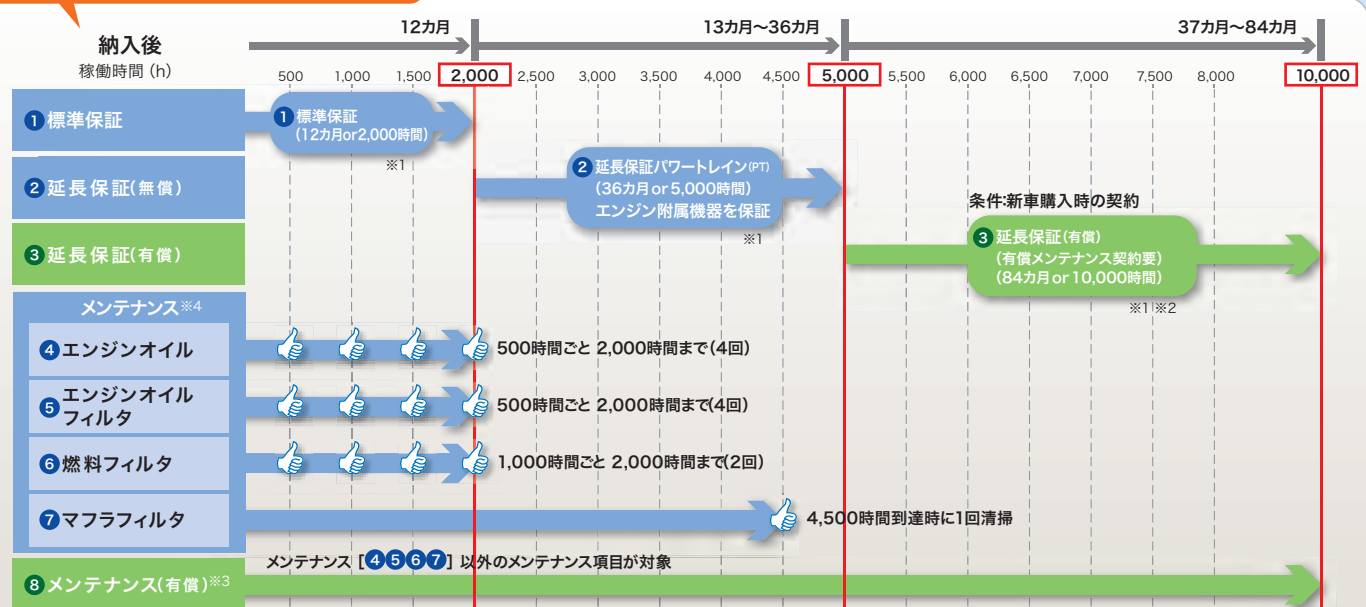 12カ月
13カ月～36カ月
37カ月～84カ月
納入後
稼働時間（h）
500 1,000 1,500 2,000 2,500 3,000 3,500 4,000 4,500 5,000 5,500 6,000 6,500 7,000 7,500 8,000 10,000
❶標準保証
❶標準保証
(12カ月or2,000時間)
※1
❷延長保証(無償)
❷延長保証パワートレイン(PT)
(36カ月or5,000時間)
エンジン附属機器を保証
※1
条件:新車購入時の契約
❸延長保証(有償)
❸延長保証(有償)
(有償メンテナンス契約要)
(84カ月or10,000時間)
※1 ※2
メンテナンス※4
❹エンジンオイル
500時間ごと 2,000時間まで(4回)
❺エンジンオイル
フィルタ
500時間ごと 2,000時間まで(4回)
❻燃料フィルタ
1,000時間ごと 2,000時間まで(2回)
❼マフラフィルタ
4,500時間到達時に1回清掃
メンテナンス［❹❺❻❼］以外のメンテナンス項目が対象
❽メンテナンス(有償)※3